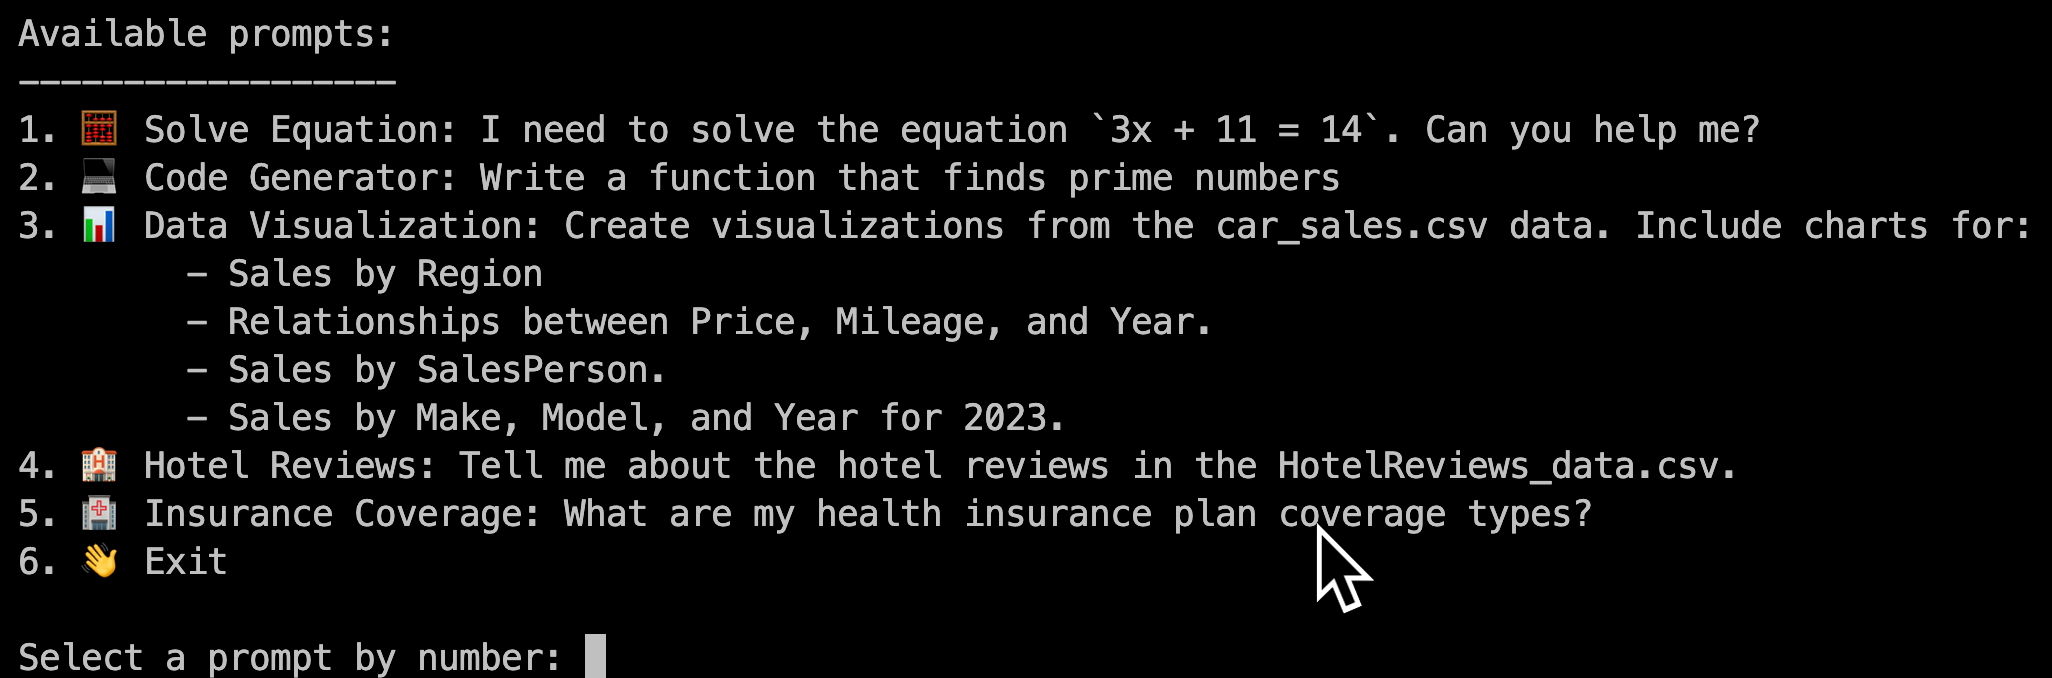 Available prompts:
------------------
1. 🧮 Solve Equation: I need to solve the equation `3x + 11 = 14`. Can you help me?
2. 💻 Code Generator: Write a function that finds prime numbers
3. 📊 Data Visualization: Create visualizations from the car_sales.csv data. Include charts for:
        - Sales by Region
        - Relationships between Price, Mileage, and Year.
        - Sales by SalesPerson.
        - Sales by Make, Model, and Year for 2023.
4. 🏨 Hotel Reviews: Tell me about the hotel reviews in the HotelReviews_data.csv.
5. 🏥 Insurance Coverage: What are my health insurance plan coverage types?
6. 👋 Exit
Select a prompt by number: